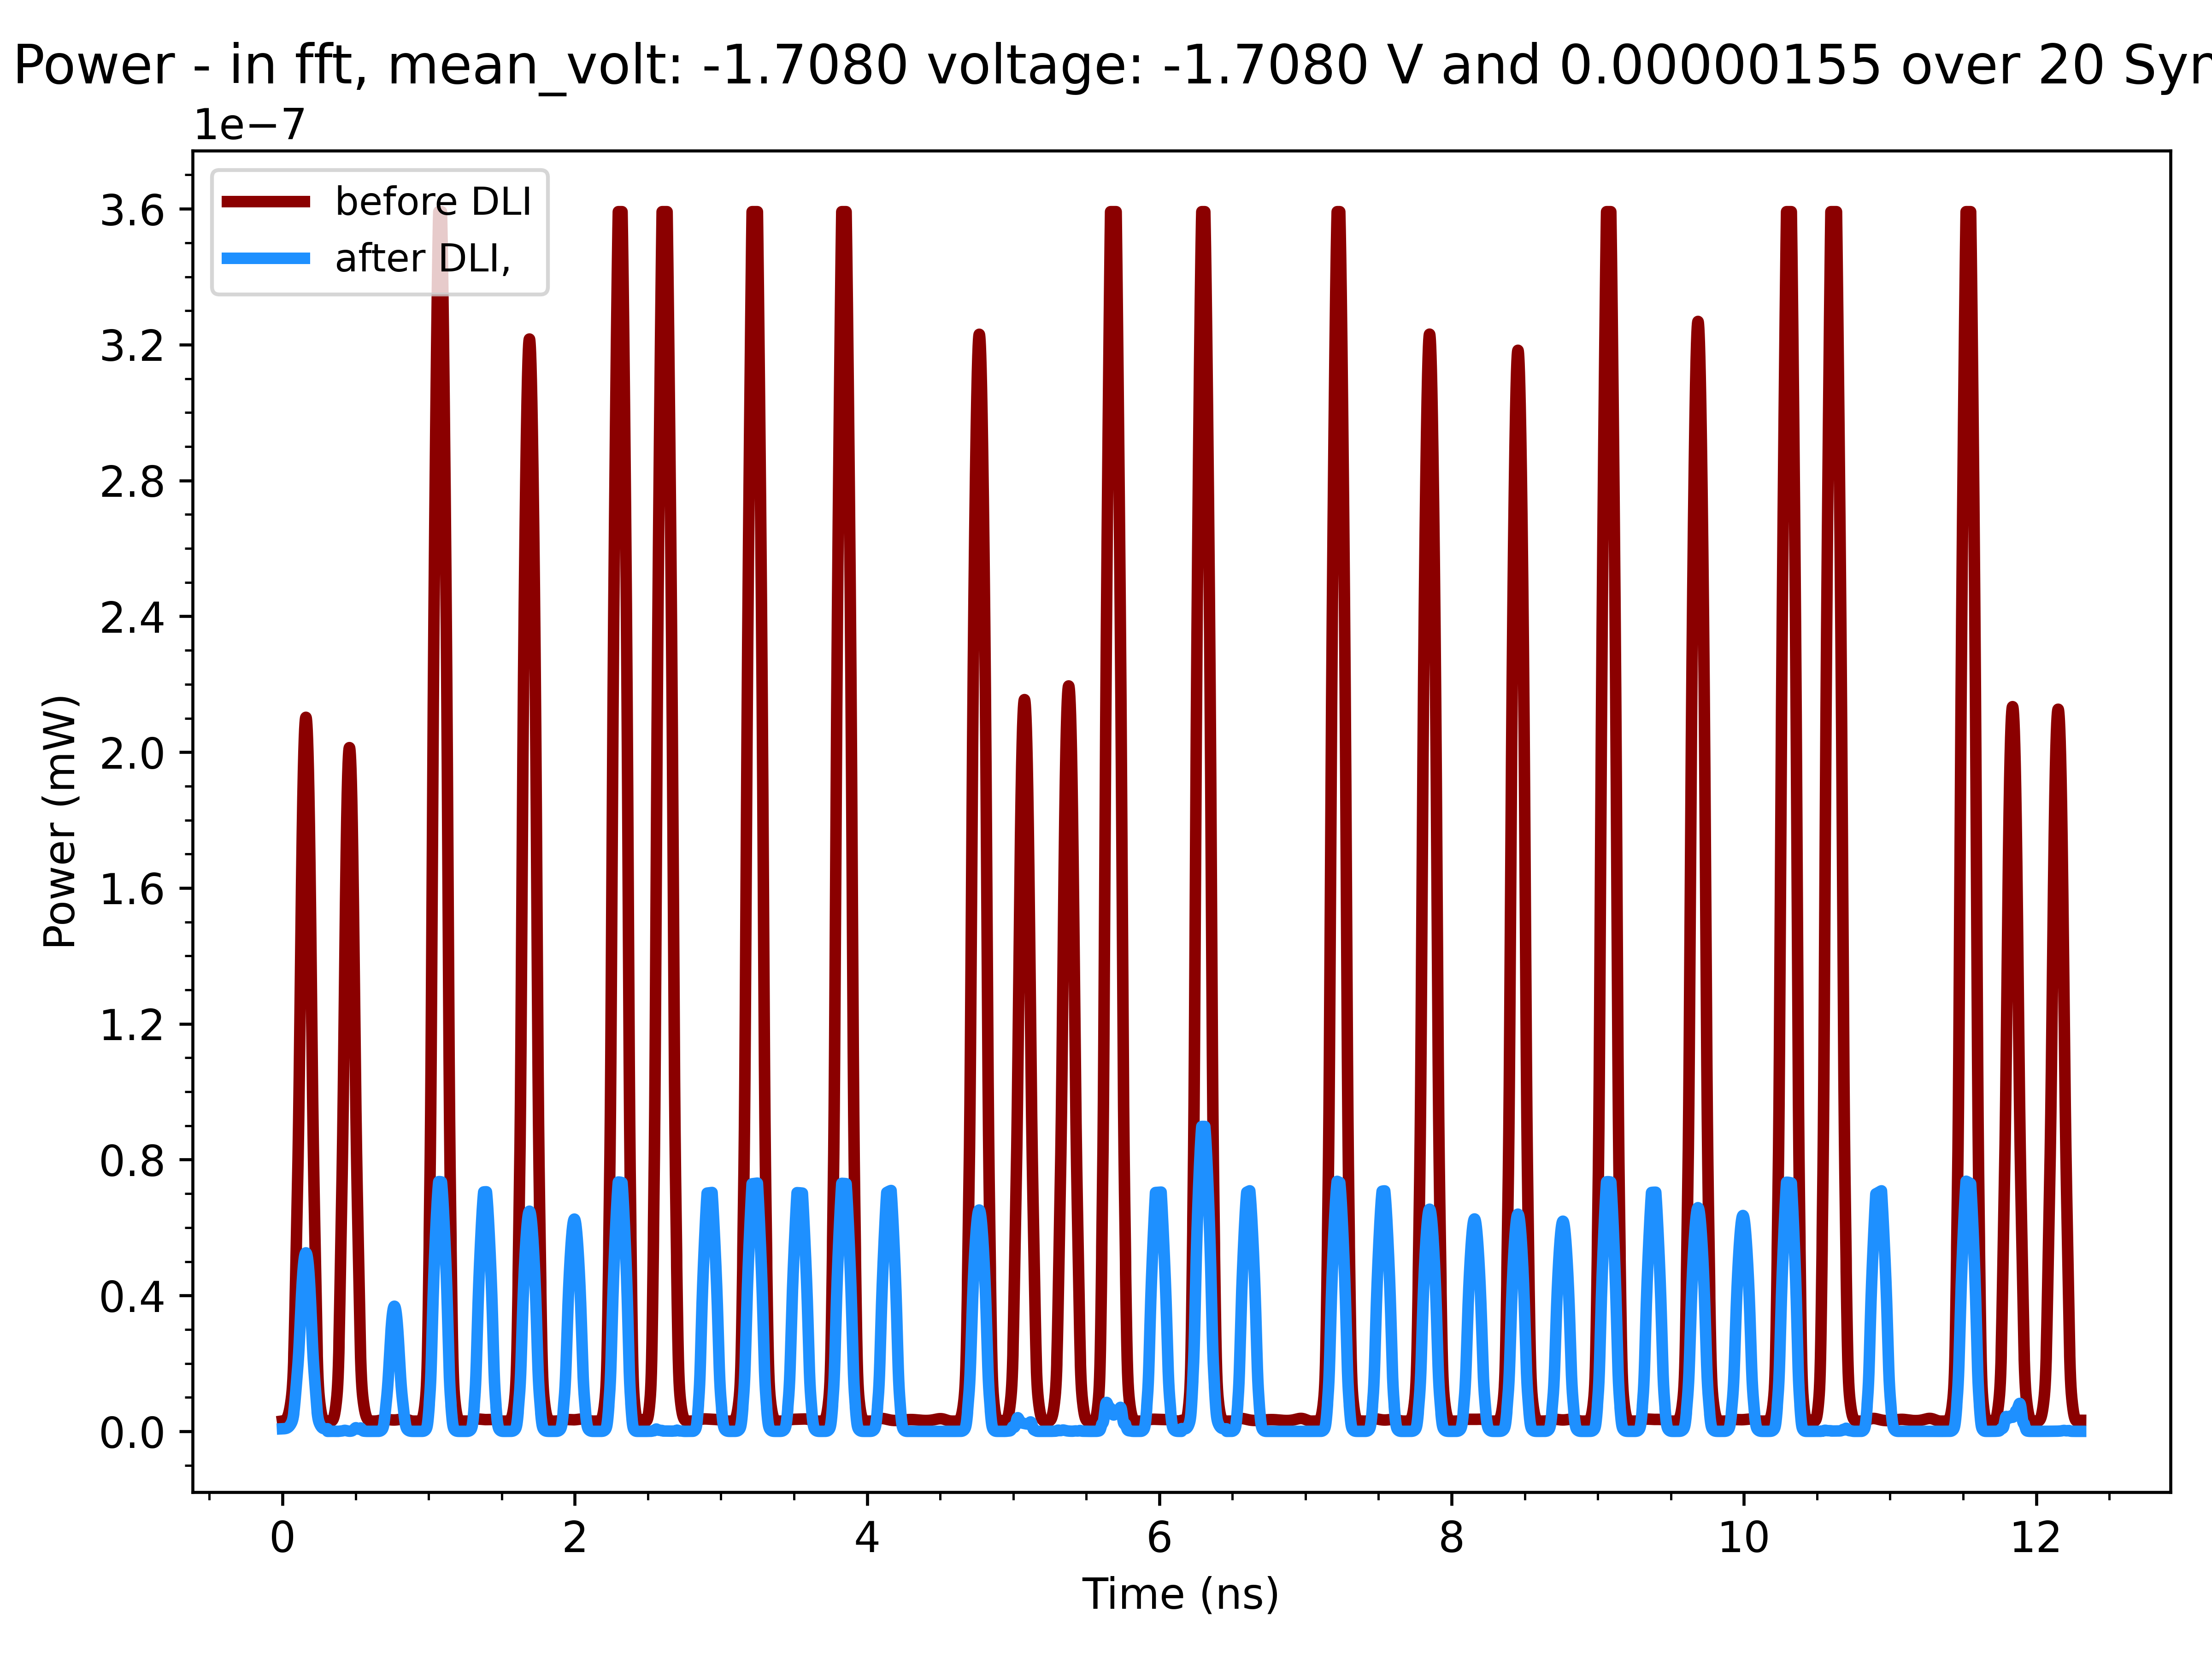 Power - in fft, mean_volt: -1.7080 voltage: -1.7080 V and 0.00000155 over 20
1e−7
before DLI
after DLI,
3.6
3.2
2.8
2.4
2.0
1.6
1.2
0.8
0.4
0.0
Power (mW)
0 2 4 6 8 10 12
Time (ns)